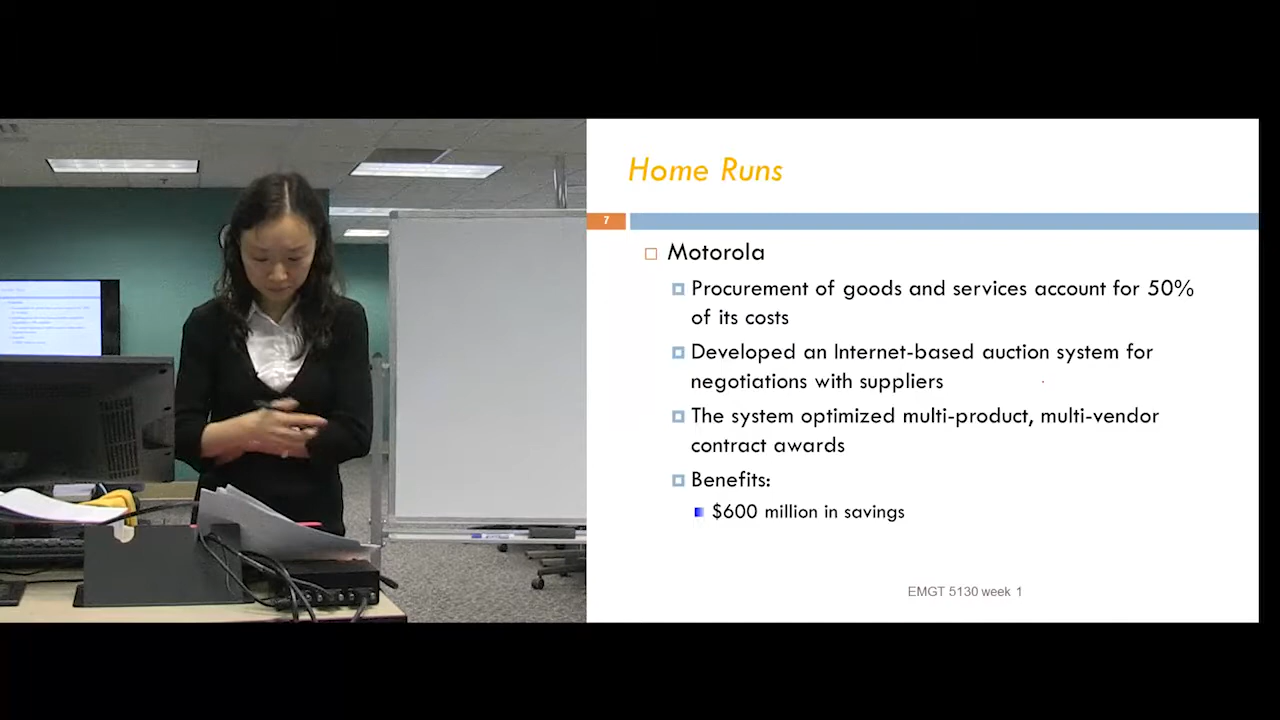 Home Runs
7
Motorola
Procurement of goods and services account for 50%
of its costs
Developed an Internet-based auction system for
negotiations with suppliers
The system optimized multi-product, multi-vendor
contract awards
Benefits:
$600 million in savings
EMGT 5130 week 1